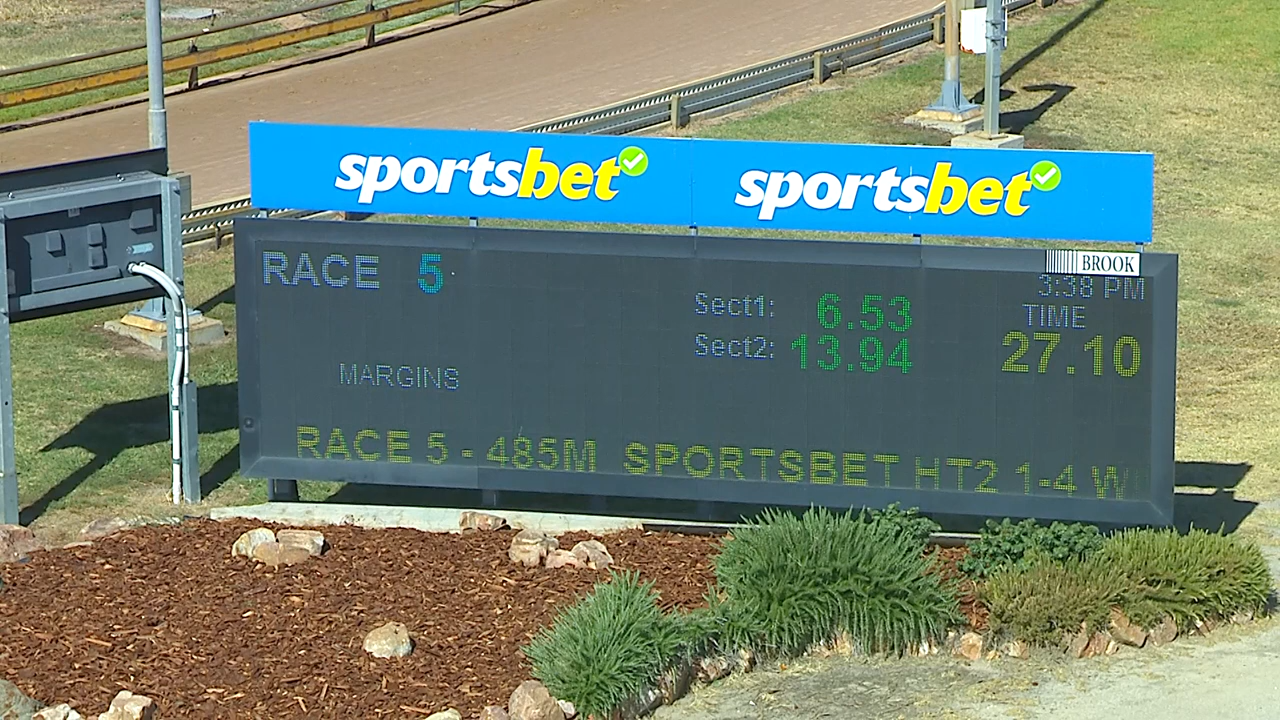 sportsbet sportsbet
BROOK
RACE 5
3:38 PM
Sect1: 6.53
TIME
Sect2: 13.94
27.10
MARGINS
RACE 5 - 485M SPORTSBET HT2 1-4 W